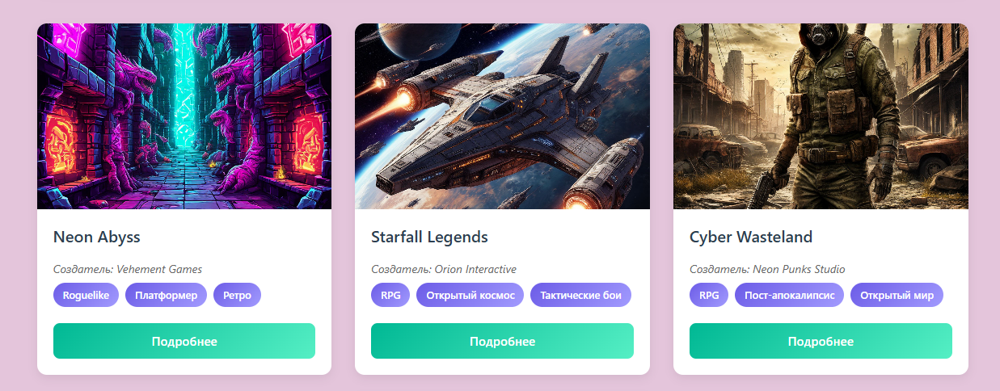 Neon Abyss
Создатель: Vehement Games
Roguelike Платформер Ретро
Подробнее
Starfall Legends
Создатель: Orion Interactive
RPG Открытый космос Тактические бои
Подробнее
Cyber Wasteland
Создатель: Neon Punks Studio
RPG Пост-апокалипсис Открытый мир
Подробнее